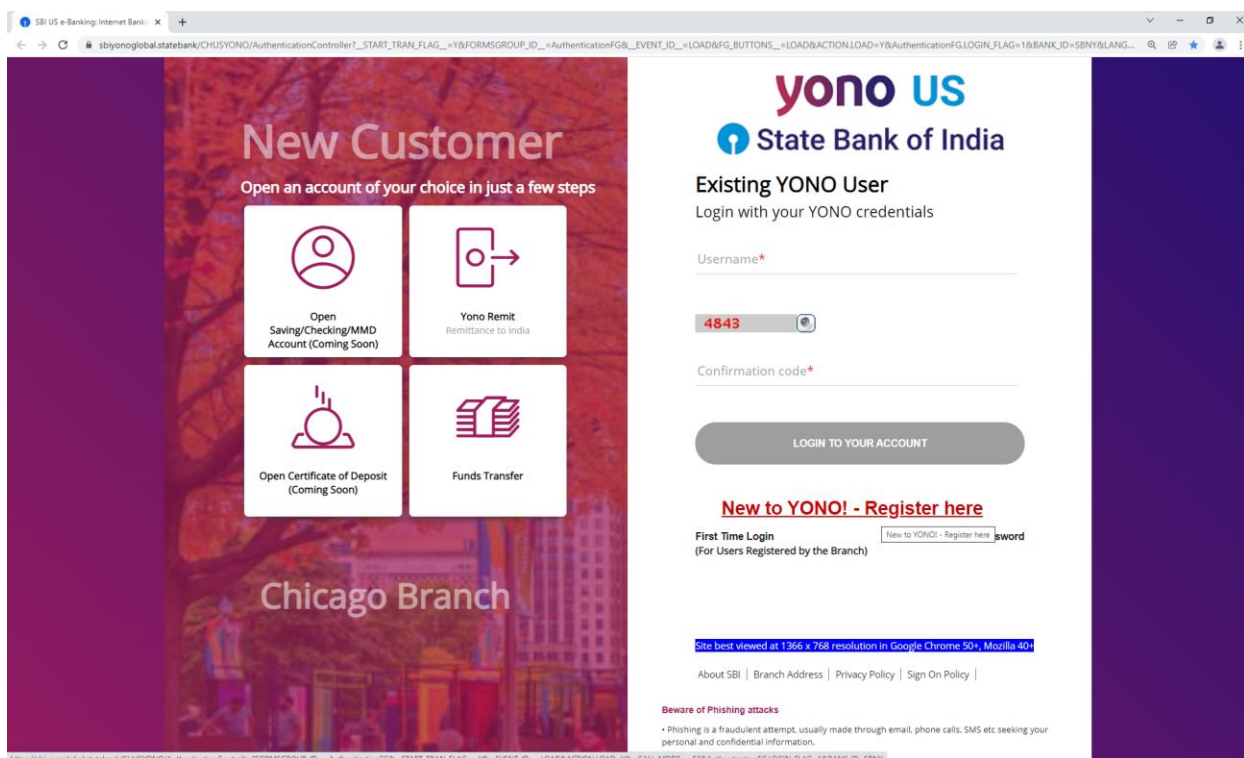 SBI US e-Banking: Internet Banki
sbiyonoglobal.statebank/CHUSYONO/AuthenticationController?__START_TRAN_FLAG__=Y&FORMSGROUP_ID__=AuthenticationFG&__EVENT_ID__=LOAD&FG_BUTTONS__=LOAD&ACTION.LOAD=Y&AuthenticationFG.LOGIN_FLAG=1&BANK_ID=SBNY&LANG...
New Customer
Open an account of your choice in just a few steps
Open
Saving/Checking/MMD
Account (Coming Soon)
Yono Remit
Remittance to India
Open Certificate of Deposit
(Coming Soon)
Funds Transfer
Chicago Branch
yono US
State Bank of India
Existing YONO User
Login with your YONO credentials
Username*
4843
Confirmation code*
LOGIN TO YOUR ACCOUNT
New to YONO! - Register here
First Time Login
(For Users Registered by the Branch)
New to YONO! - Register here
sword
Site best viewed at 1366 x 768 resolution in Google Chrome 50+, Mozilla 40+
About SBI | Branch Address | Privacy Policy | Sign On Policy |
Beware of Phishing attacks
• Phishing is a fraudulent attempt, usually made through email, phone calls, SMS etc seeking your
personal and confidential information.